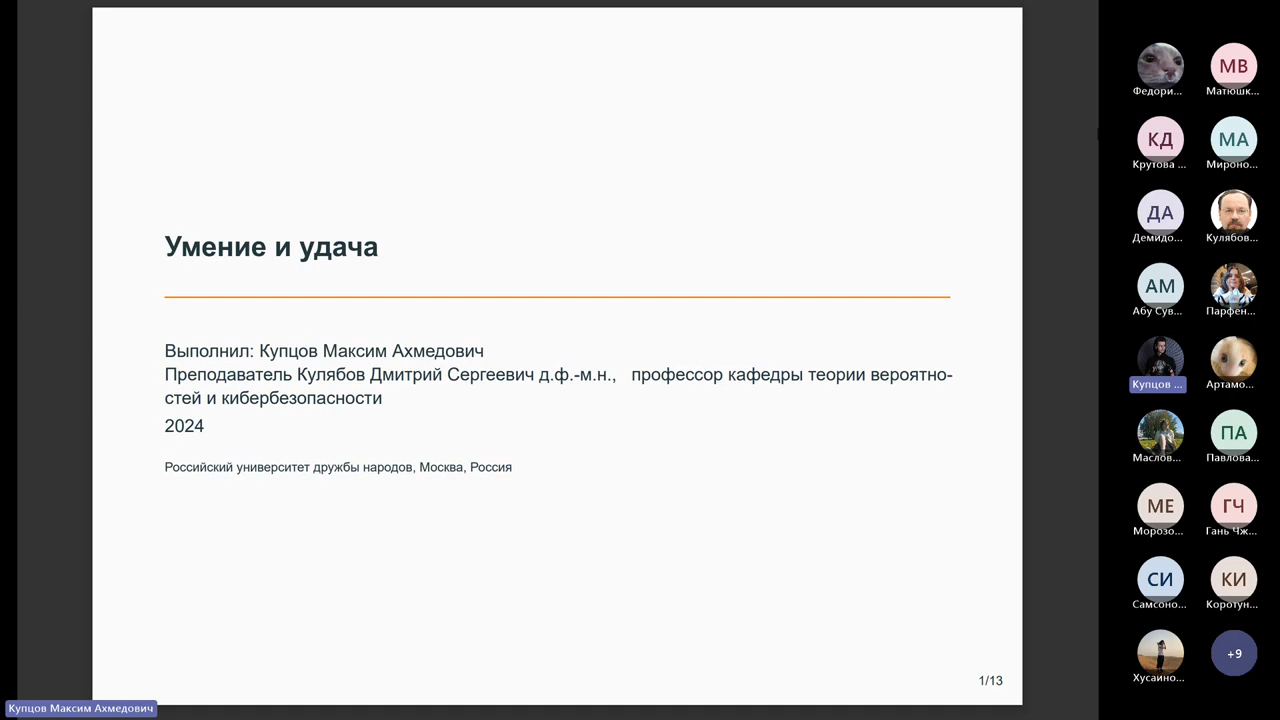 Умение и удача
Выполнил: Купцов Максим Ахмедович
Преподаватель Кулябов Дмитрий Сергеевич д.ф.-м.н., профессор кафедры теории вероятно-
стей и кибербезопасности
2024
Российский университет дружбы народов, Москва, Россия
1/13
Купцов Максим Ахмедович
Федори...
МВ
Матюшк...
КД
Крутова ...
МА
Мироно...
ДА
Демидо...
Кулябов...
АМ
Абу Сув...
Парфен...
Купцов ...
Артамо...
Маслов...
ПА
Павлова...
МЕ
Морозо...
ГЧ
Гань Чж...
СИ
Самсоно...
КИ
Коротун...
Хусаино...
+9